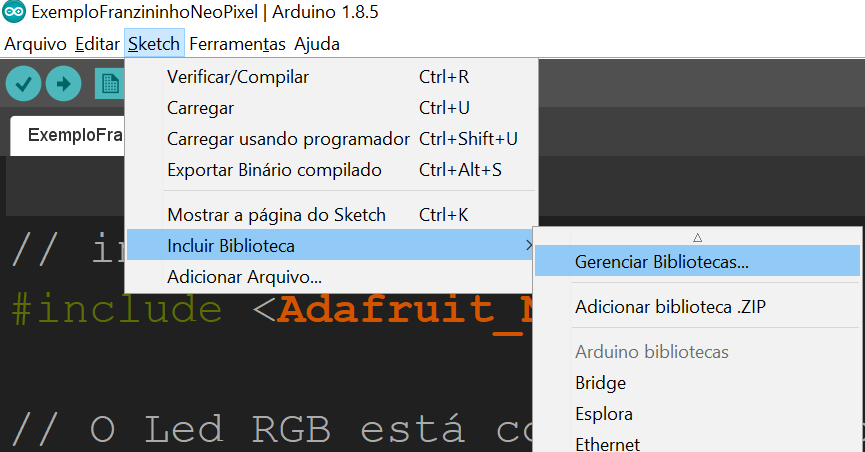 ExemploFranzininhoNeoPixel | Arduino 1.8.5
Arquivo Editar Sketch Ferramentas Ajuda
Verificar/Compilar Ctrl+R
Carregar Ctrl+U
Carregar usando programador Ctrl+Shift+U
Exportar Binário compilado Ctrl+Alt+S
Mostrar a página do Sketch Ctrl+K
Incluir Biblioteca
Adicionar Arquivo...
Gerenciar Bibliotecas...
Adicionar biblioteca .ZIP
Arduino bibliotecas
Bridge
Esplora
Ethernet
ExemploFra
// in
#include <Adafruit_N
// O Led RGB está co